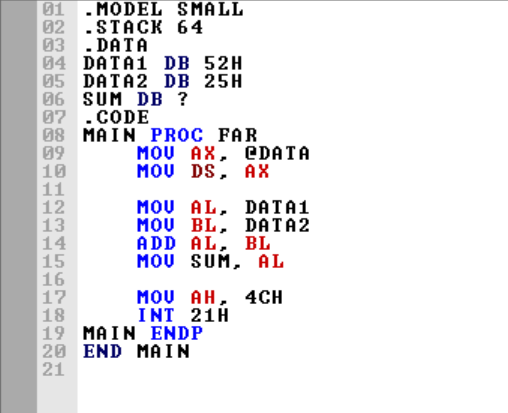 01 .MODEL SMALL
02 .STACK 64
03 .DATA
04 DATA1 DB 52H
05 DATA2 DB 25H
06 SUM DB ?
07 .CODE
08 MAIN PROC FAR
09 MOV AX, @DATA
10 MOV DS, AX
11
12 MOV AL, DATA1
13 MOV BL, DATA2
14 ADD AL, BL
15 MOV SUM, AL
16
17 MOV AH, 4CH
18 INT 21H
19 MAIN ENDP
20 END MAIN
21